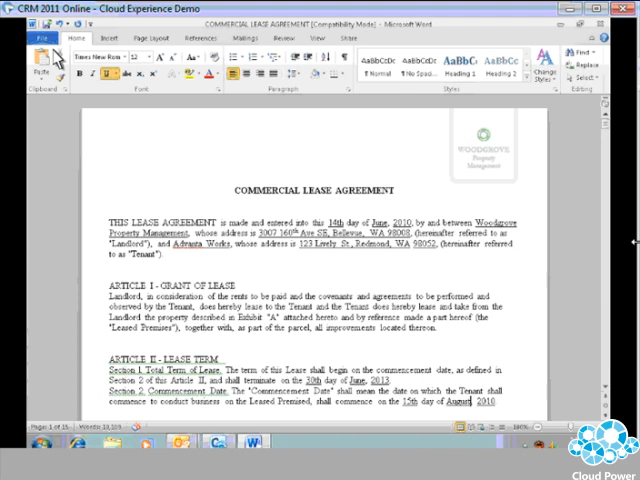 CRM 2011 Online - Cloud Experience Demo
COMMERCIAL LEASE AGREEMENT [Compatibility Mode] - Microsoft Word
File Home Insert Page Layout References Mailings Review View Share
Paste
Times New Rom 12
Clipboard Font Paragraph Styles Editing
AaBbCcDc AaBbCcDc AaBbC AaBbCc
¶ Normal ¶ No Spaci... Heading 1 Heading 2
Change Styles
Find
Replace
Select
WOODGROVE
Property
Management
COMMERCIAL LEASE AGREEMENT
THIS LEASE AGREEMENT is made and entered into this 14th day of June, 2010, by and between Woodgrove
Property Management, whose address is 3007 160th Ave SE, Bellevue, WA 98008, (hereinafter referred to as
"Landlord"), and Advanta Works, whose address is 123 Lively St., Redmond, WA 98052, (hereinafter referred
to as "Tenant").
ARTICLE I - GRANT OF LEASE
Landlord, in consideration of the rents to be paid and the covenants and agreements to be performed and
observed by the Tenant, does hereby lease to the Tenant and the Tenant does hereby lease and take from the
Landlord the property described in Exhibit "A" attached hereto and by reference made a part hereof (the
"Leased Premises"), together with, as part of the parcel, all improvements located thereon.
ARTICLE II - LEASE TERM
Section 1. Total Term of Lease. The term of this Lease shall begin on the commencement date, as defined in
Section 2 of this Article II, and shall terminate on the 30th day of June, 2013.
Section 2. Commencement Date. The "Commencement Date" shall mean the date on which the Tenant shall
commence to conduct business on the Leased Premised, shall commence on the 15th day of August, 2010
Page: 1 of 15
Cloud Power